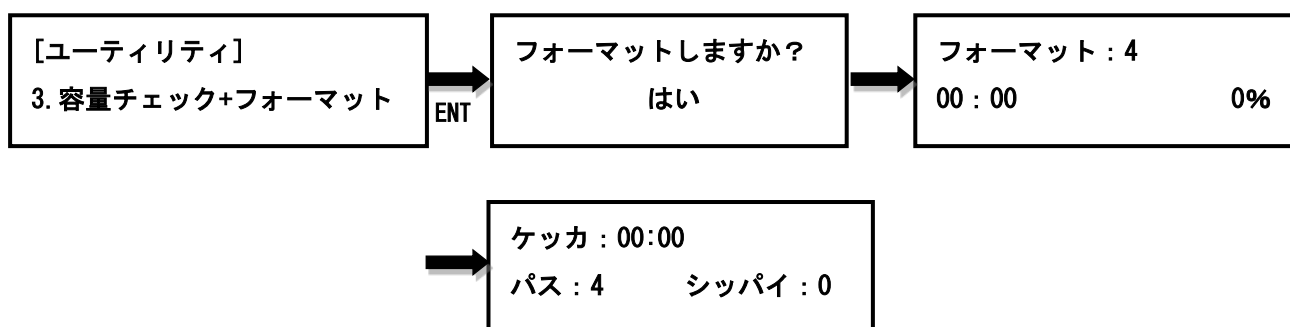 [ユーティリティ]
3.容量チェック+フォーマット
ENT
フォーマットしますか？
はい
フォーマット：4
00：00 0%
ケッカ：00:00
パス：4 シッパイ：0